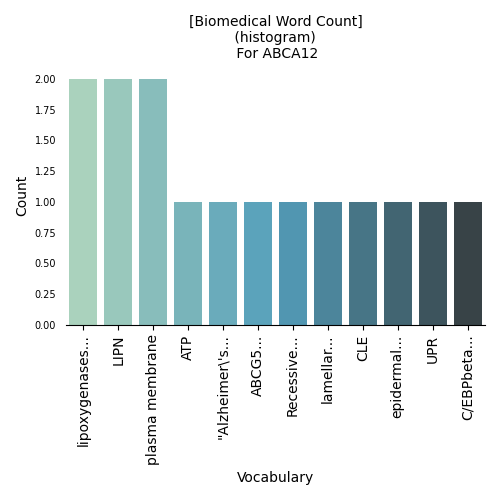 [Biomedical Word Count]
(histogram)
For ABCA12
2.00
1.75
1.50
1.25
1.00
0.75
0.50
0.25
0.00
Count
lipoxygenases...
LIPN
plasma membrane
ATP
"Alzheimer\'s...
ABCG5...
Recessive...
lamellar...
CLE
epidermal...
UPR
C/EBPbeta...
Vocabulary